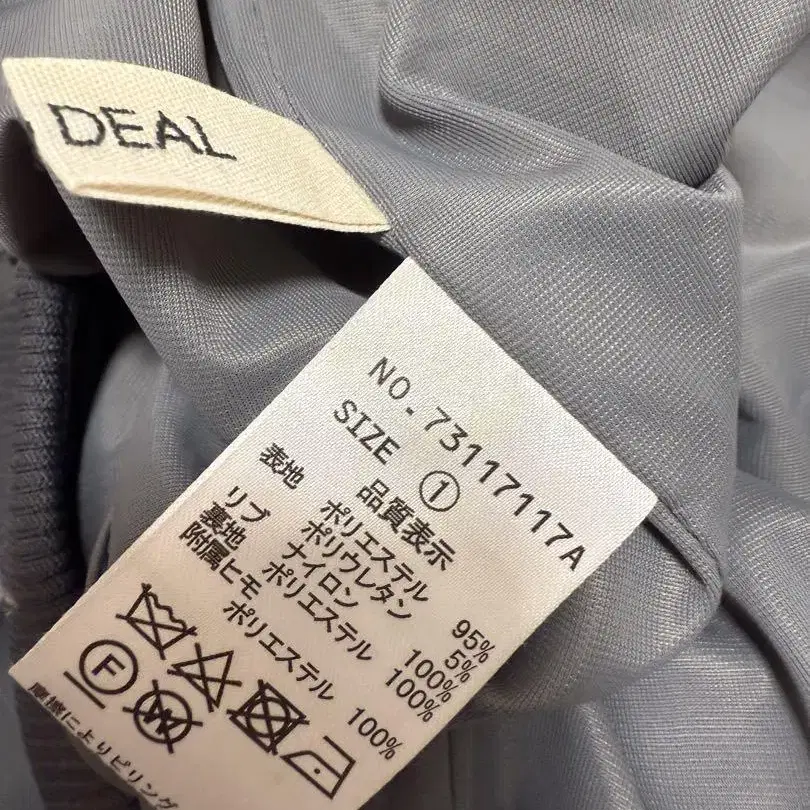 DEAL
NO.73117117A
SIZE ①
品質表示
表地 ポリエステル 95%
ポリウレタン 5%
リブ ナイロン 100%
裏地 ポリエステル 100%
附属ヒモ
ポリエステル 100%
F
W
摩擦によりピリング